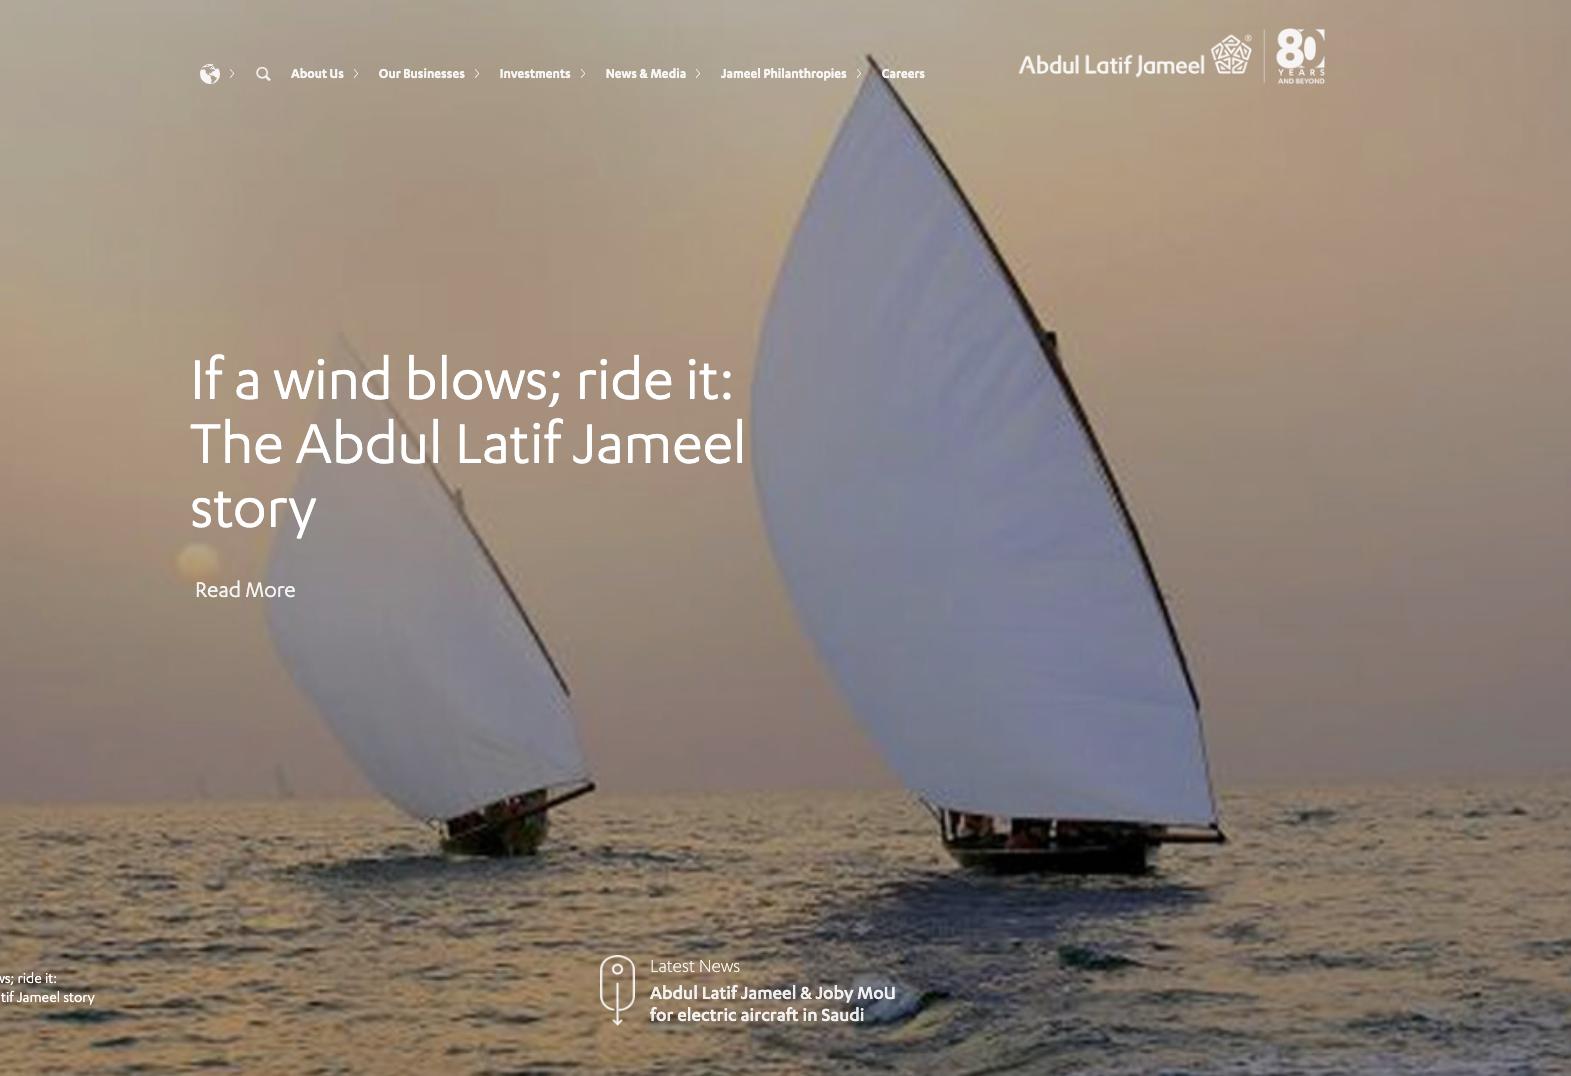 About Us
Our Businesses
Investments
News & Media
Jameel Philanthropies
Careers
Abdul Latif Jameel ®
80
YEARS
AND BEYOND
If a wind blows; ride it:
The Abdul Latif Jameel
story
Read More
ws; ride it:
tif Jameel story
Latest News
Abdul Latif Jameel & Joby MoU
for electric aircraft in Saudi